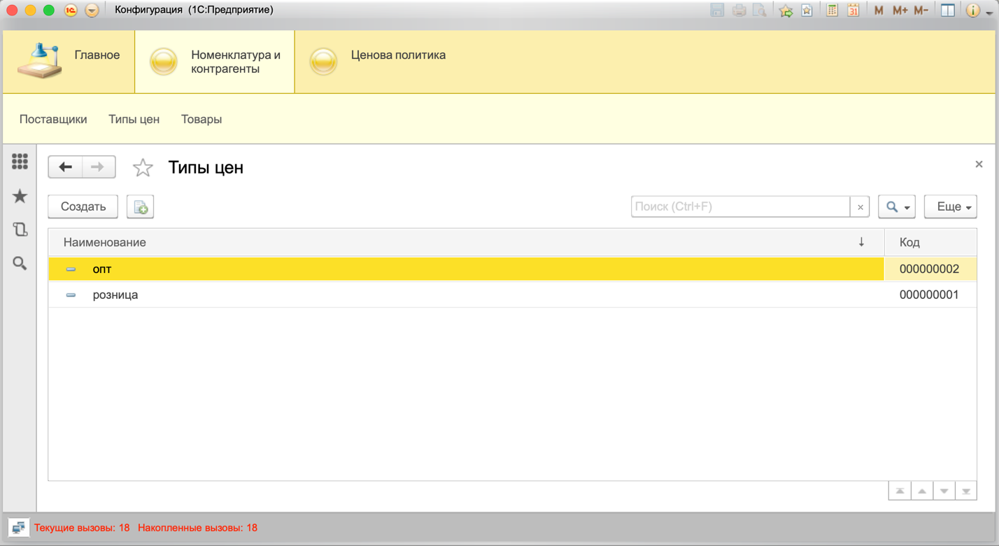 Конфигурация (1С:Предприятие)
M M+ M-
31
Главное
Номенклатура и
контрагенты
Ценова политика
Поставщики Типы цен Товары
Типы цен
Создать
Поиск (Ctrl+F)
Еще
Наименование ↓ Код
опт 000000002
розница 000000001
Текущие вызовы: 18 Накопленные вызовы: 18